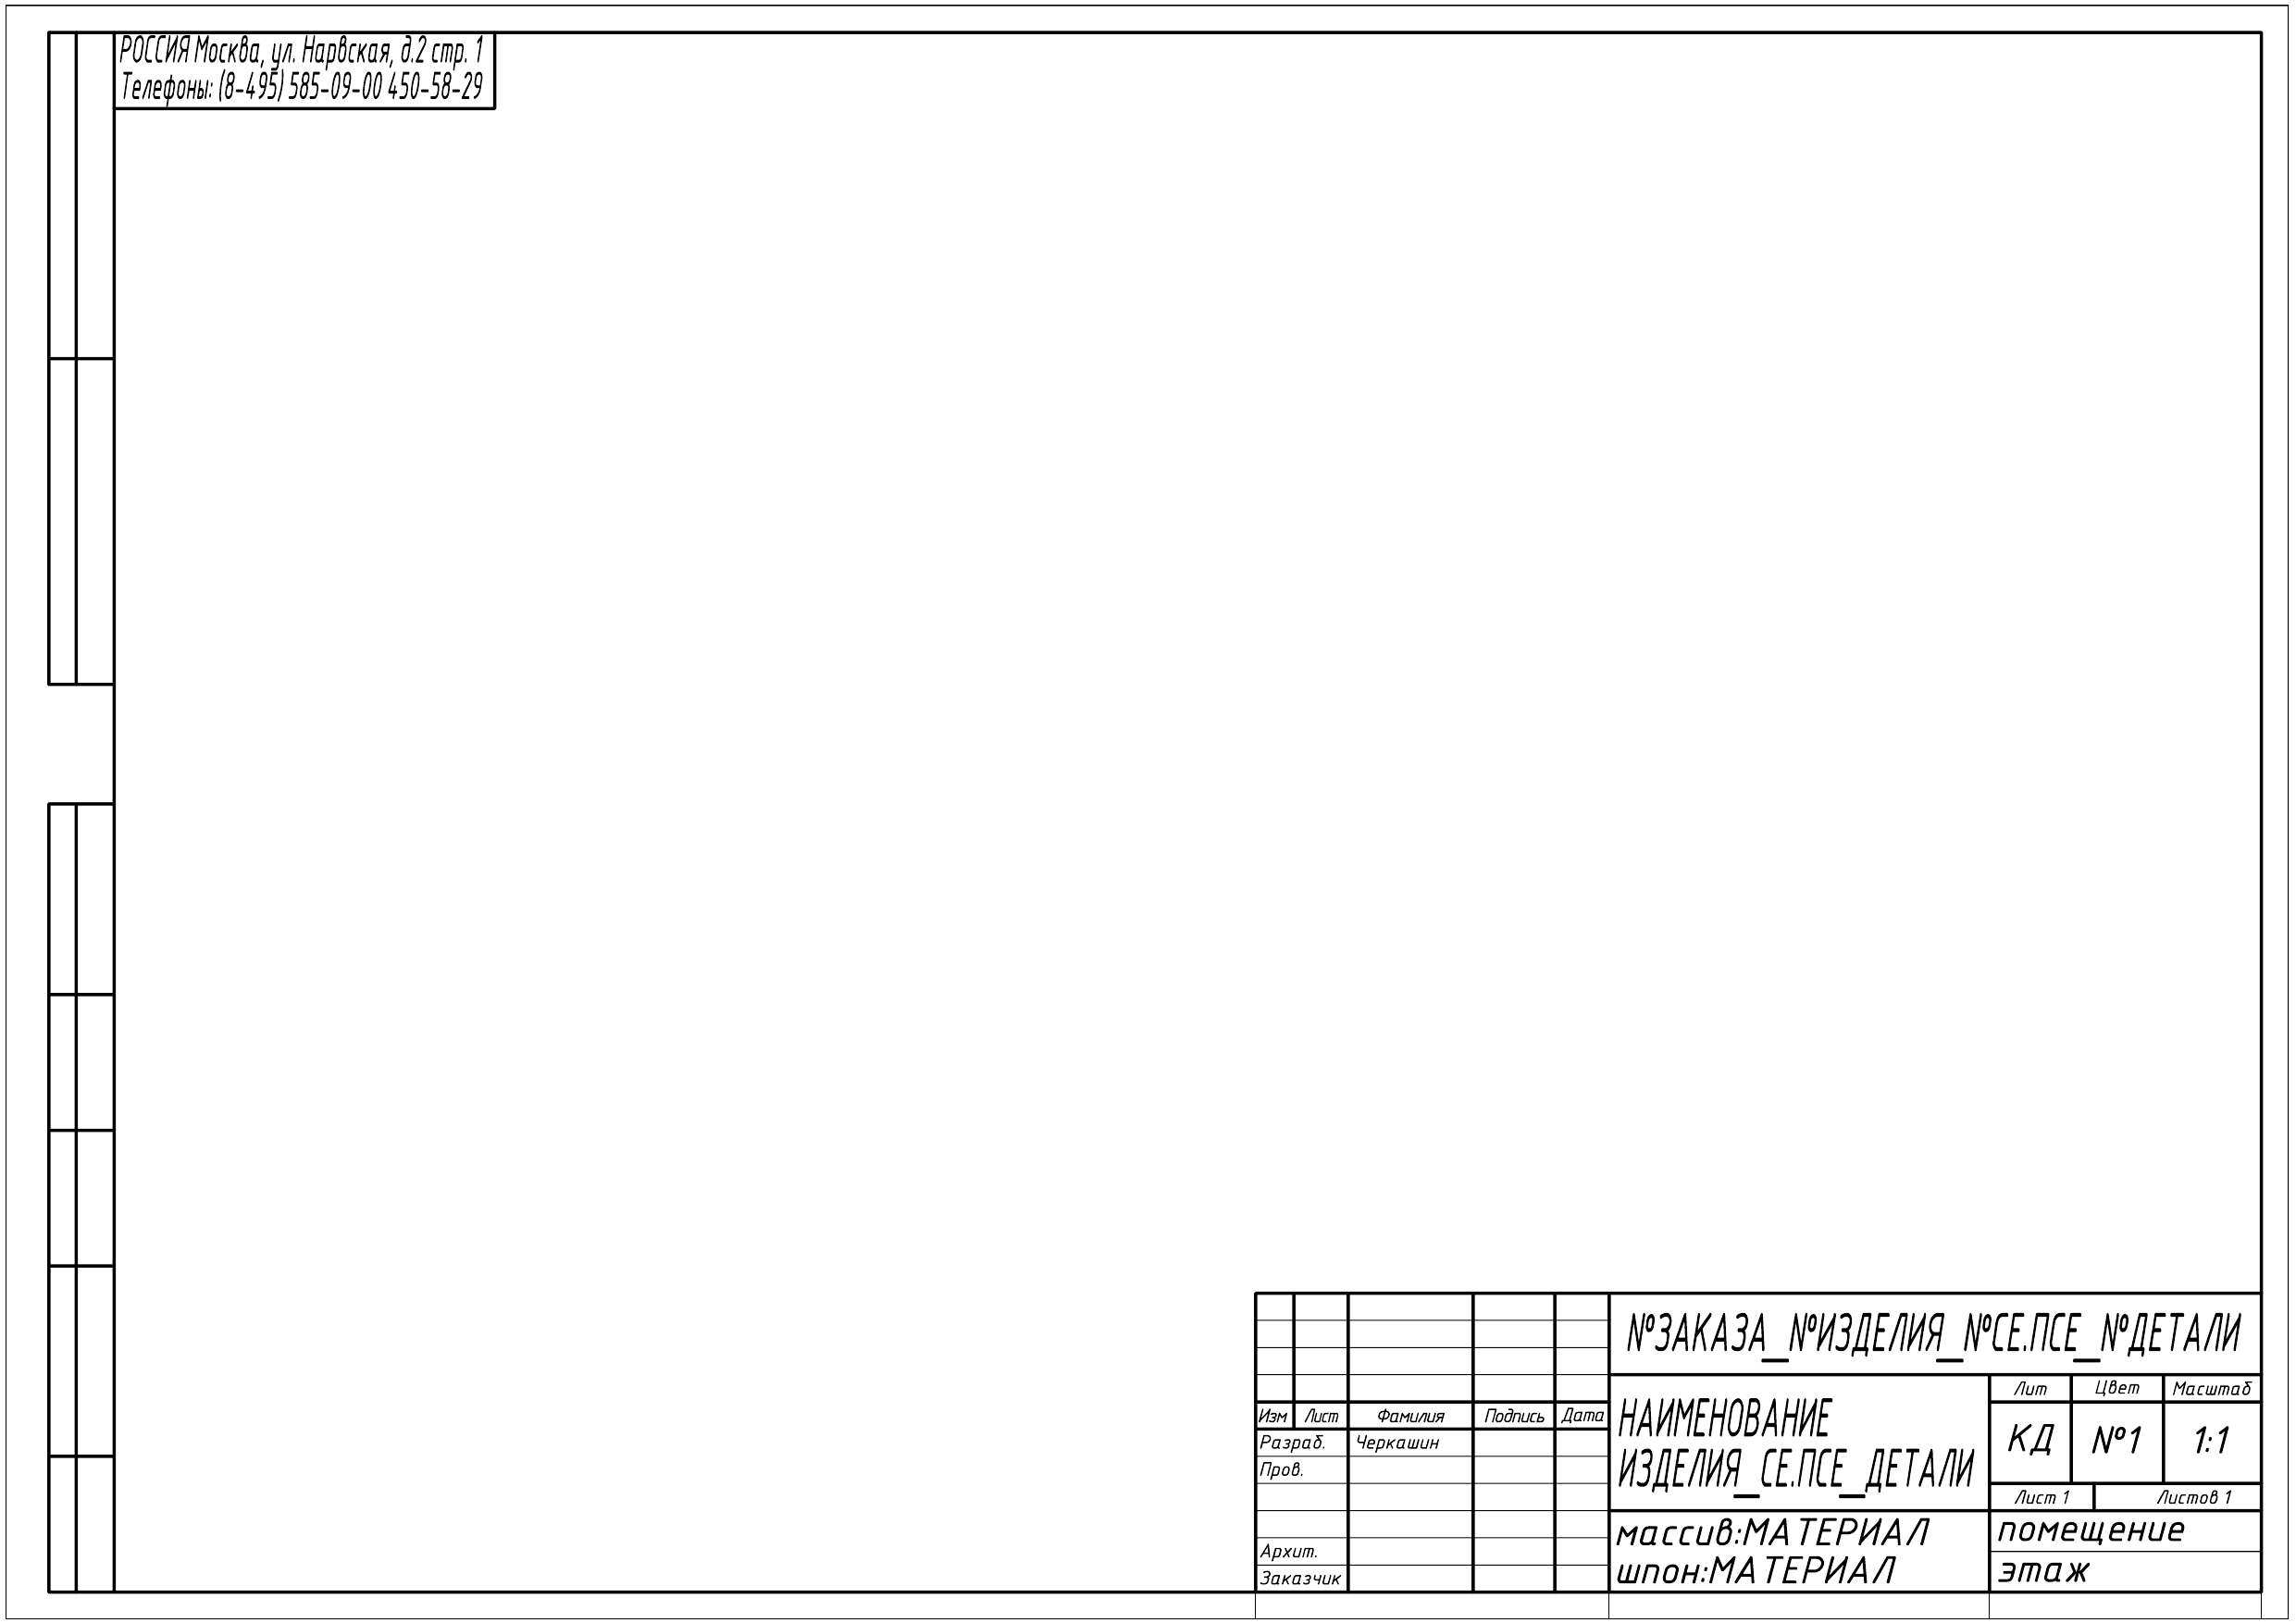 РОССИЯ Москва, ул. Нарвская, д.2 стр. 1
Телефоны: (8-495) 585-09-00 450-58-29
№ЗАКАЗА_№ИЗДЕЛИЯ_№СЕ.ПСЕ_№ДЕТАЛИ
Изм Лист Фамилия Подпись Дата
Разраб. Черкашин
Пров.
Архит.
Заказчик
НАИМЕНОВАНИЕ
ИЗДЕЛИЯ_СЕ.ПСЕ_ДЕТАЛИ
Лит Цвет Масштаб
КД №1 1:1
Лист 1 Листов 1
массив:МАТЕРИАЛ
шпон:МАТЕРИАЛ
помещение
этаж